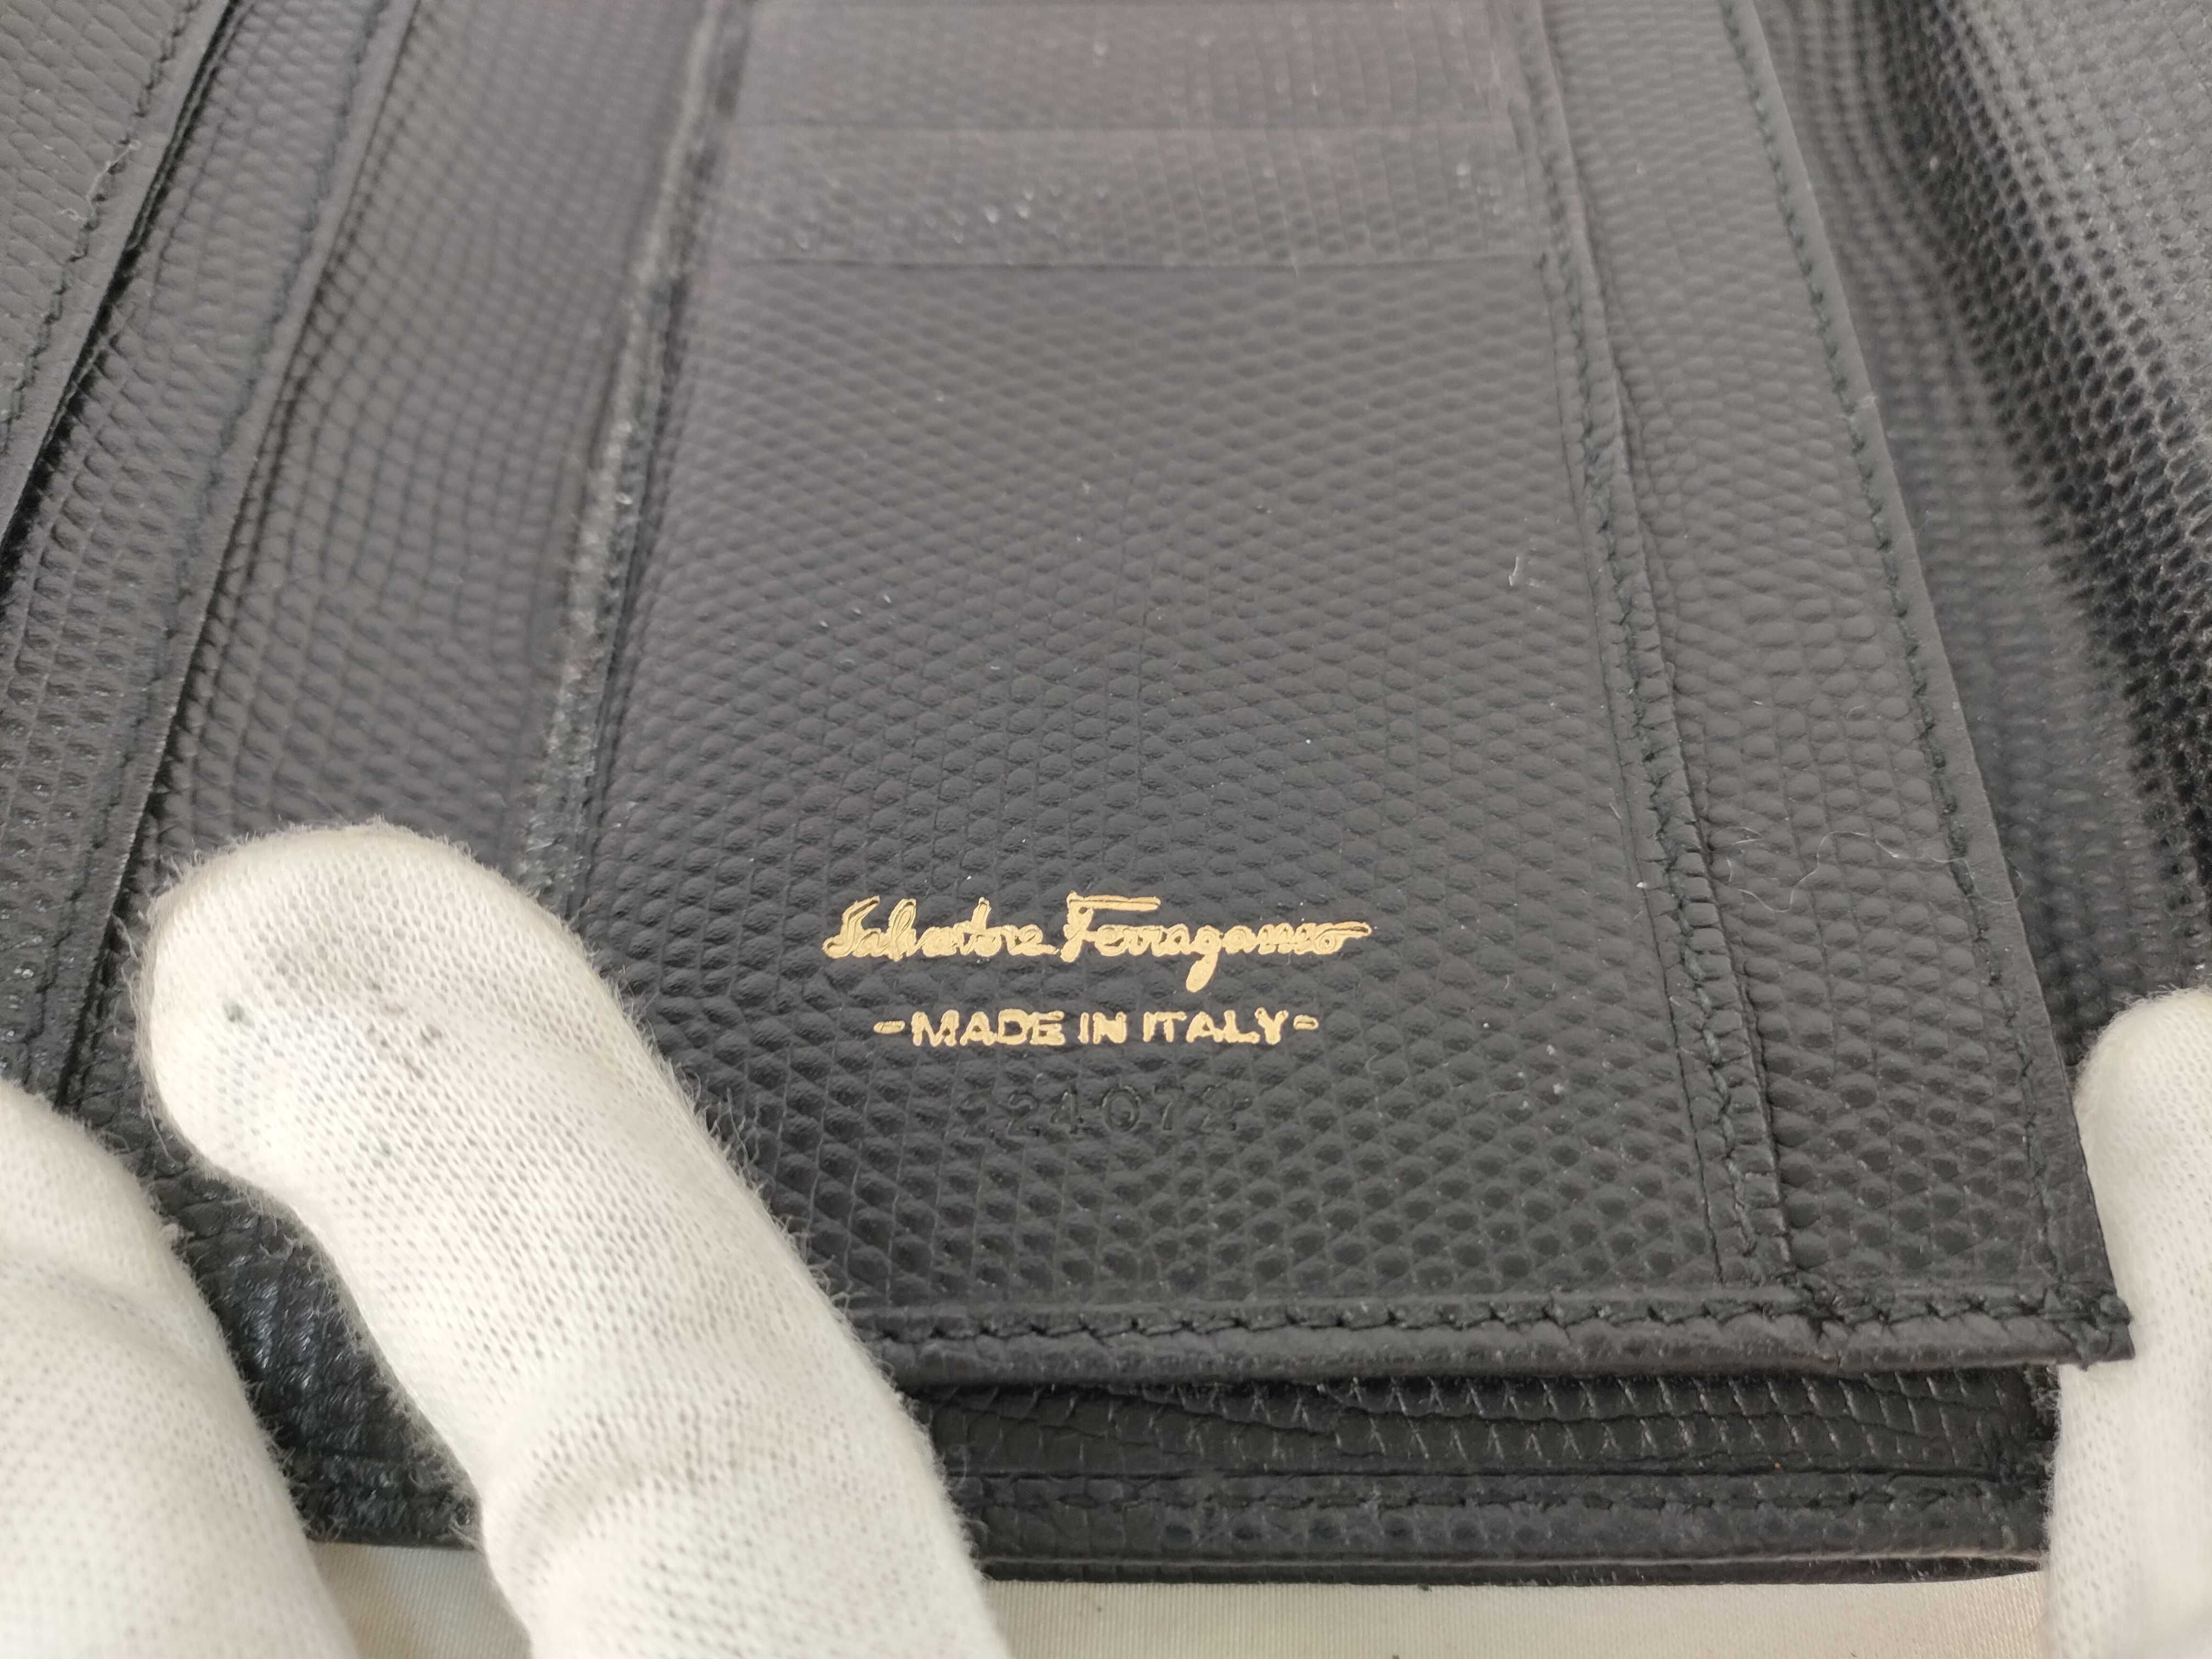 Salvatore Ferragamo
-MADE IN ITALY-